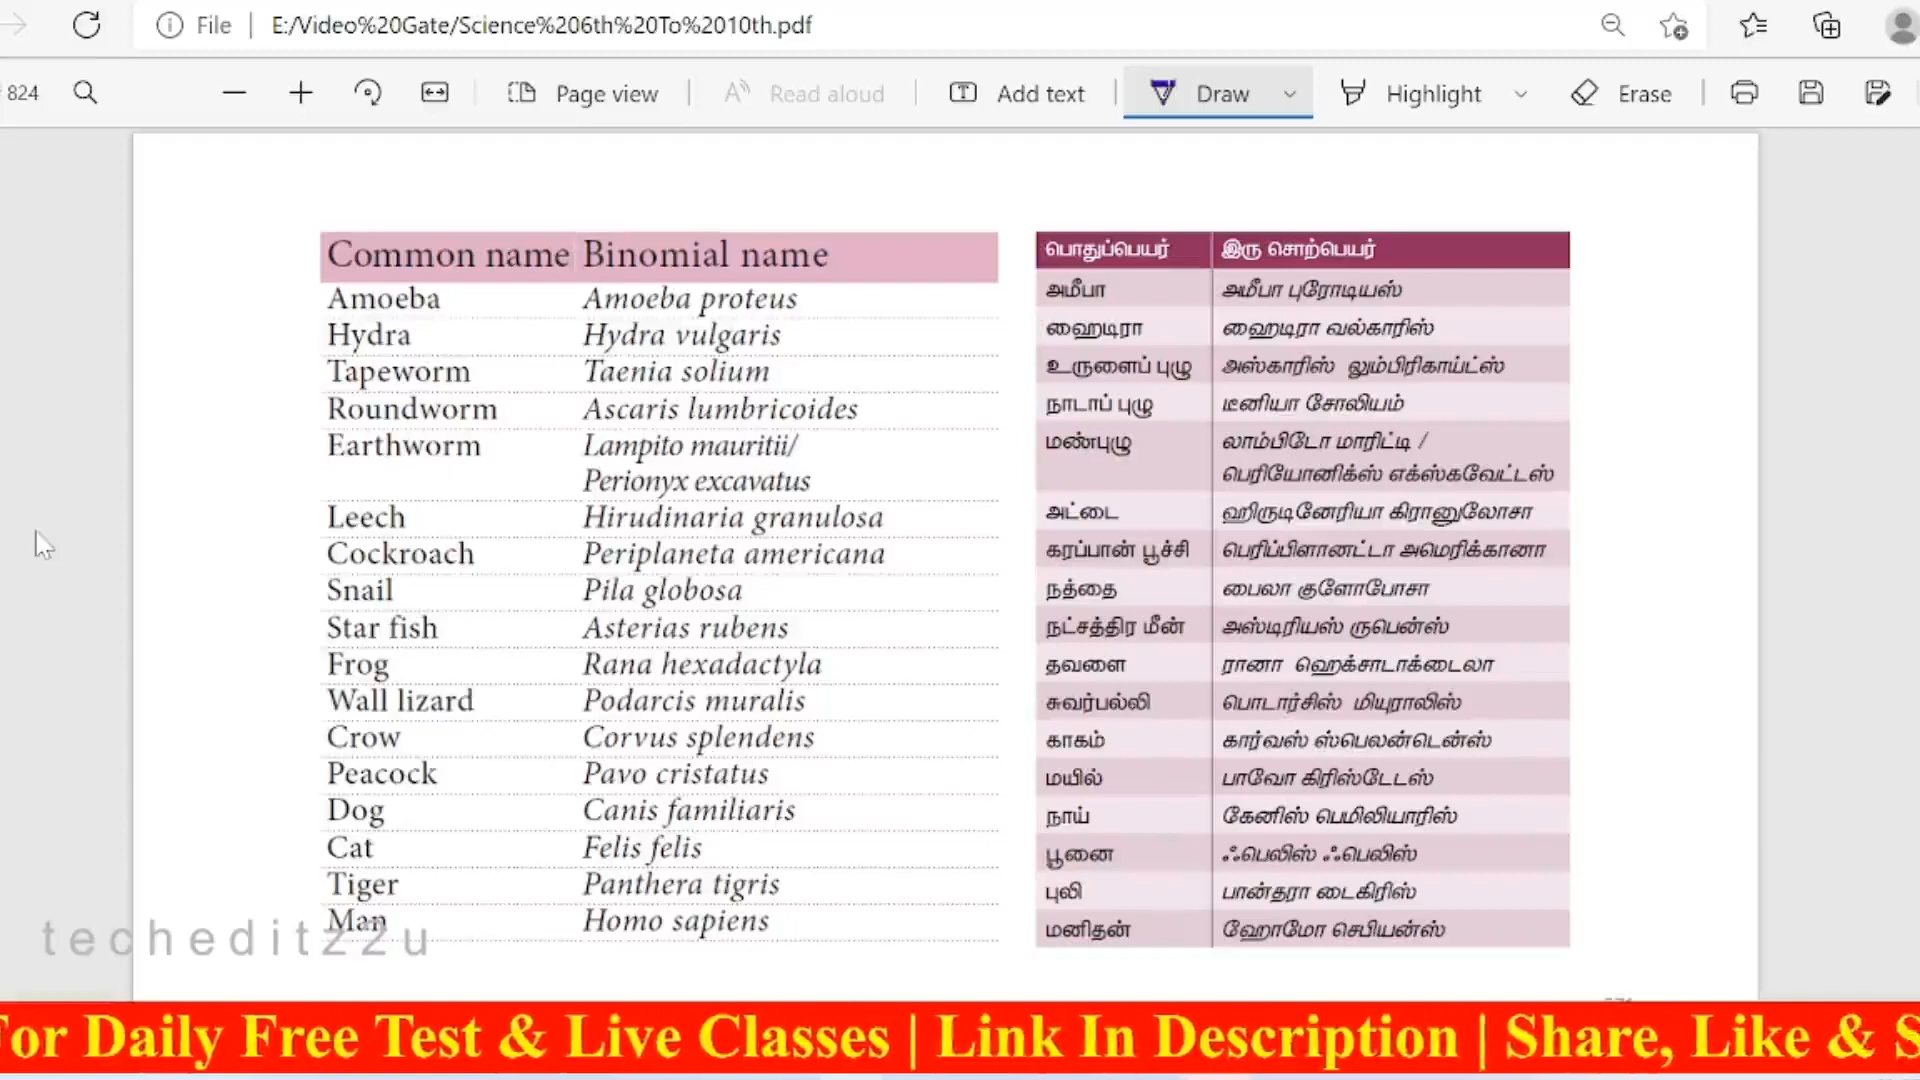 File | E:/Video%20Gate/Science%206th%20To%2010th.pdf
824
Page view
Read aloud
Add text
Draw
Highlight
Erase
Common name Binomial name
Amoeba Amoeba proteus
Hydra Hydra vulgaris
Tapeworm Taenia solium
Roundworm Ascaris lumbricoides
Earthworm Lampito mauritii/
Perionyx excavatus
Leech Hirudinaria granulosa
Cockroach Periplaneta americana
Snail Pila globosa
Star fish Asterias rubens
Frog Rana hexadactyla
Wall lizard Podarcis muralis
Crow Corvus splendens
Peacock Pavo cristatus
Dog Canis familiaris
Cat Felis felis
Tiger Panthera tigris
Man Homo sapiens
பொதுப்பெயர் இரு சொற்பெயர்
அமீபா அமீபா புரோடியஸ்
ஹைடிரா ஹைடிரா வல்காரிஸ்
உருளைப் புழு அஸ்காரிஸ் லும்பிரிகாய்ட்ஸ்
நாடாப் புழு டீனியா சோலியம்
மண்புழு லாம்பிடோ மாரிட்டி /
பெரியோனிக்ஸ் எக்ஸ்கவேட்டஸ்
அட்டை ஹிருடினேரியா கிரானுலோசா
கரப்பான் பூச்சி பெரிப்பிளானட்டா அமெரிக்கானா
நத்தை பைலா குளோபோசா
நட்சத்திர மீன் அஸ்டிரியஸ் ருபென்ஸ்
தவளை ரானா ஹெக்சாடாக்டைலா
சுவர்பல்லி பொடார்சிஸ் மியுராலிஸ்
காகம் கார்வஸ் ஸ்பெலன்டென்ஸ்
மயில் பாவோ கிரிஸ்டேடஸ்
நாய் கேனிஸ் பெமிலியாரிஸ்
பூனை ஃபெலிஸ் ஃபெலிஸ்
புலி பான்தரா டைகிரிஸ்
மனிதன் ஹோமோ செபியன்ஸ்
techeditz2u
For Daily Free Test & Live Classes | Link In Description | Share, Like & S